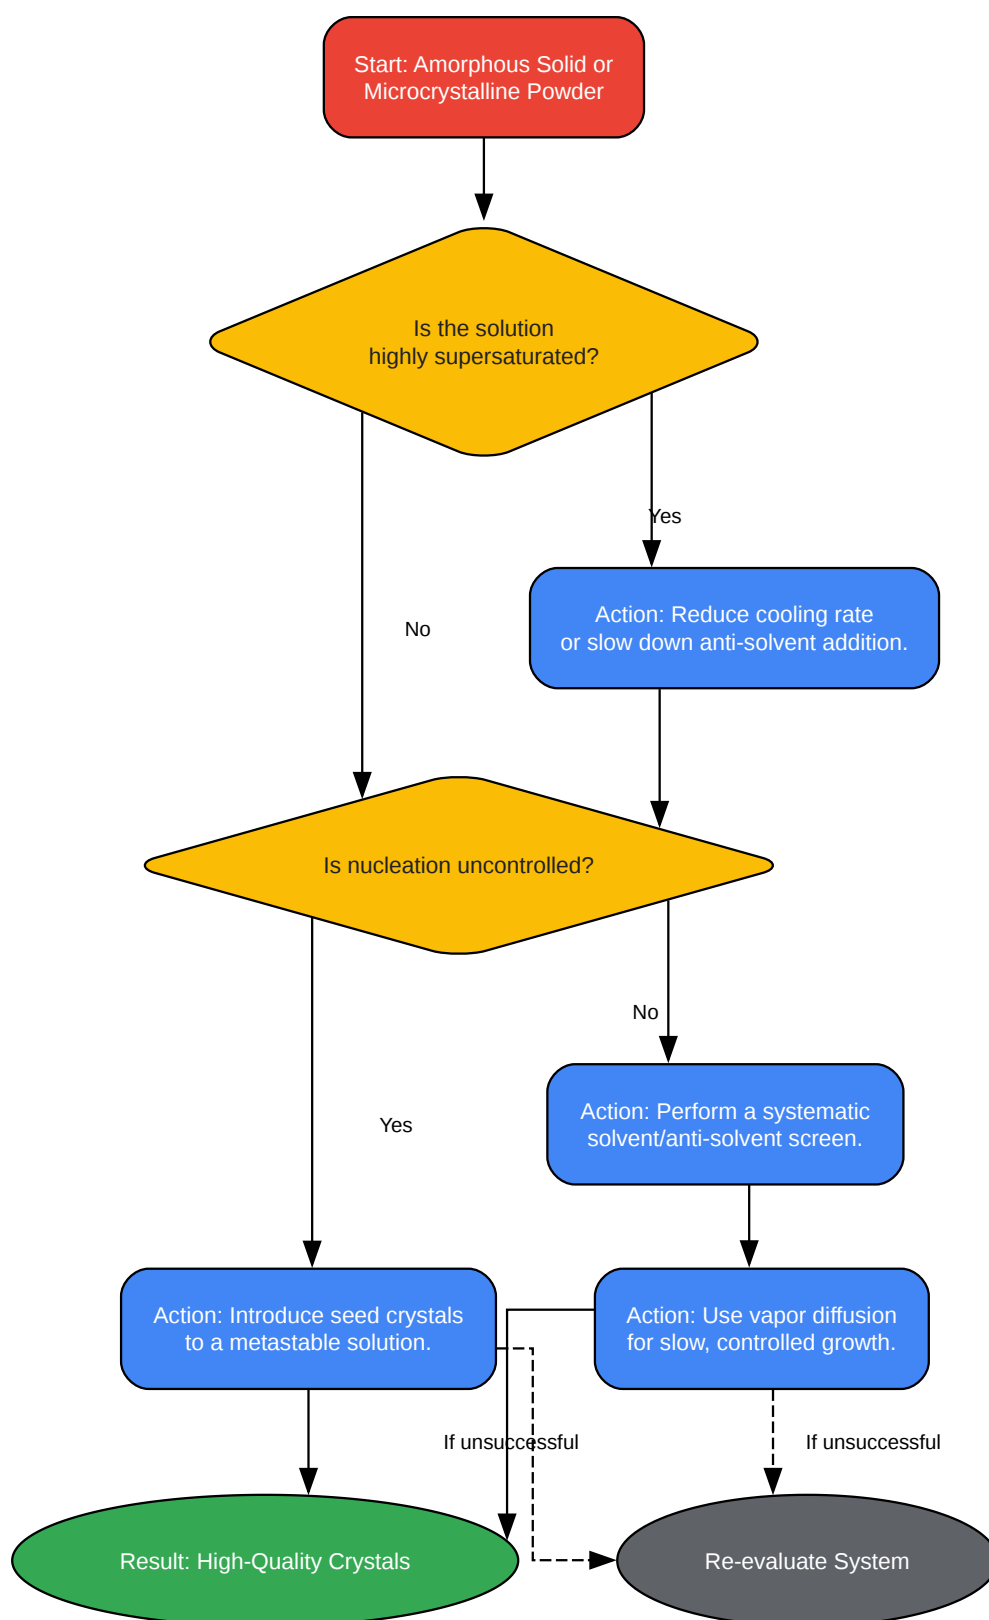 Start: Amorphous Solid or
Microcrystalline Powder
Is the solution
highly supersaturated?
Yes
Action: Reduce cooling rate
or slow down anti-solvent addition.
No
Is nucleation uncontrolled?
No
Action: Perform a systematic
solvent/anti-solvent screen.
Yes
Action: Introduce seed crystals
to a metastable solution.
Action: Use vapor diffusion
for slow, controlled growth.
If unsuccessful
If unsuccessful
Result: High-Quality Crystals
Re-evaluate System